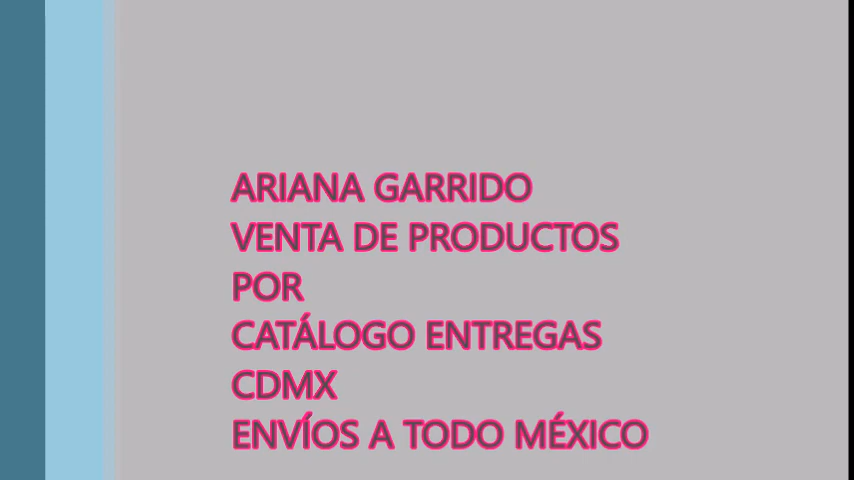 ARIANA GARRIDO
VENTA DE PRODUCTOS
POR
CATÁLOGO ENTREGAS
CDMX
ENVÍOS A TODO MÉXICO